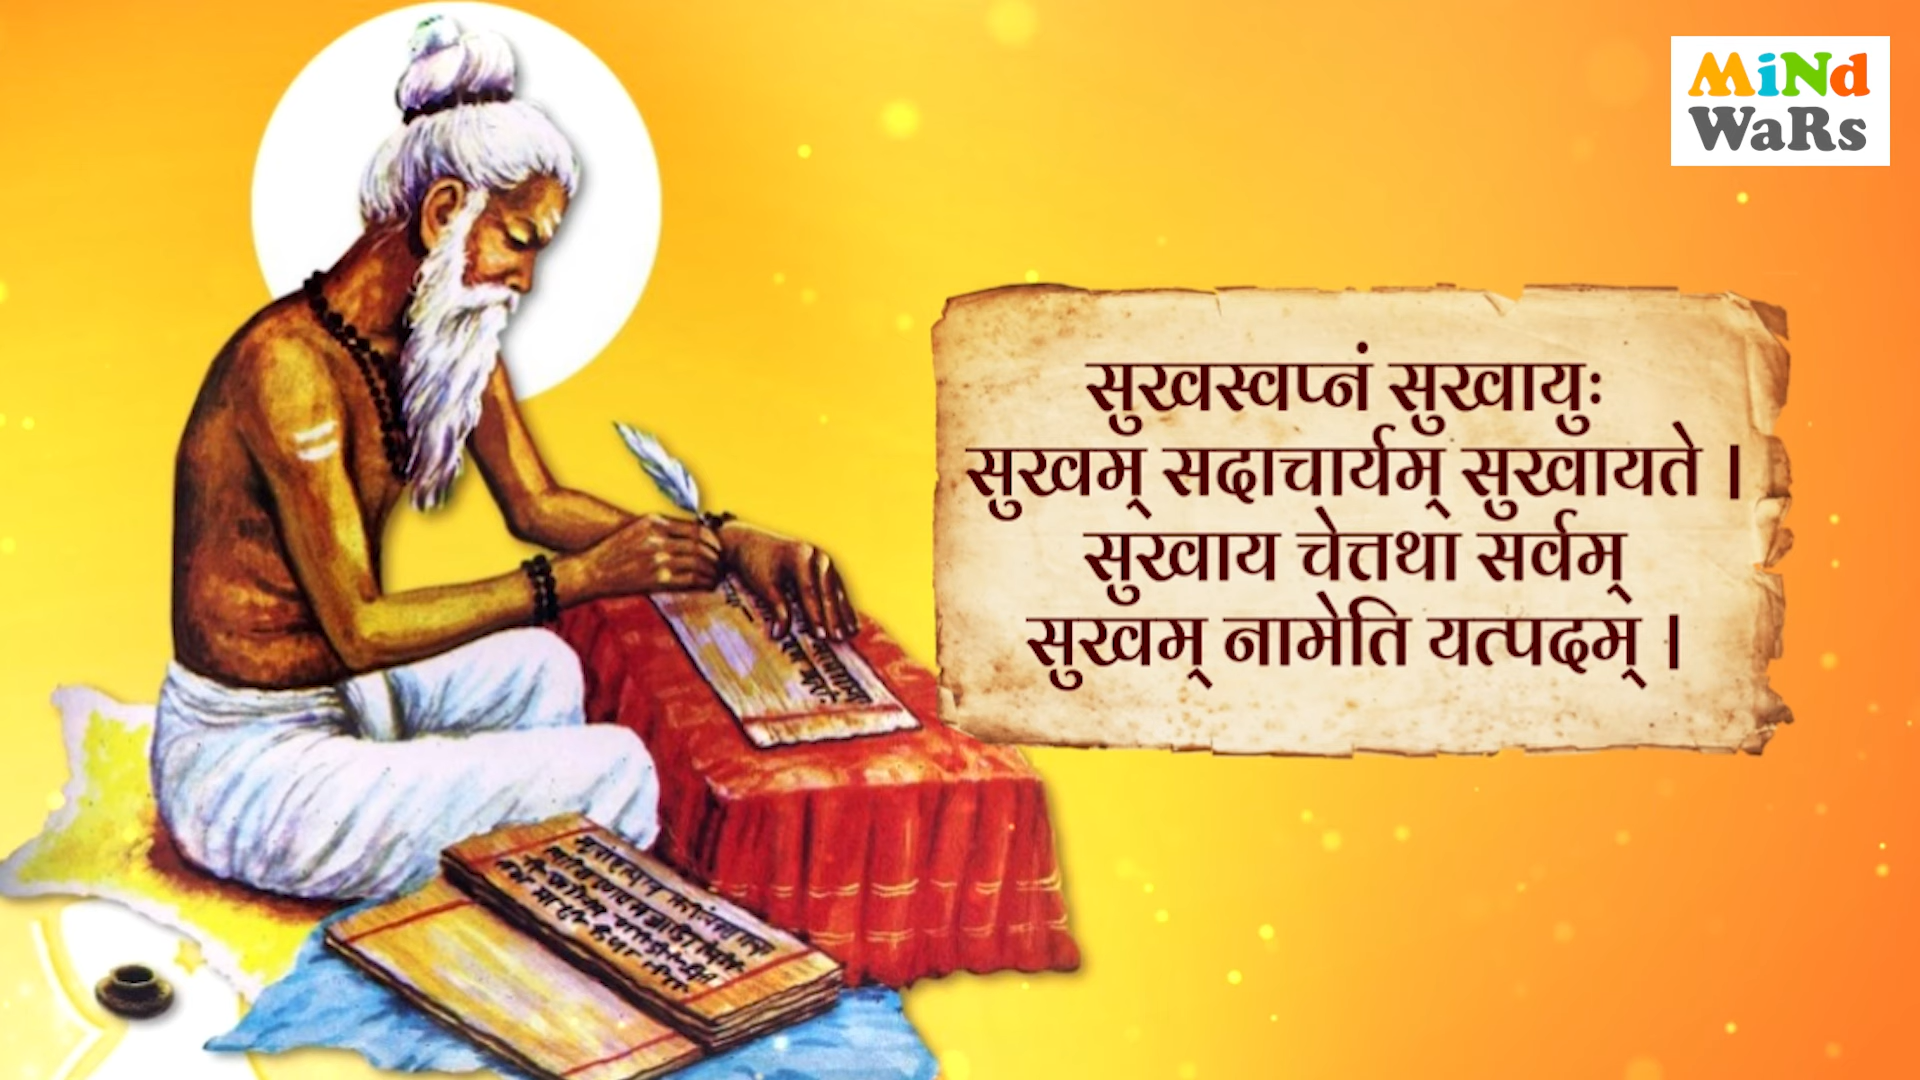 MiNd
WaRs
सुखस्वप्नं सुखायुः
सुखम् सदाचार्यम् सुखायते ।
सुखाय चेत्तथा सर्वम्
सुखम् नामेति यत्पदम् ।